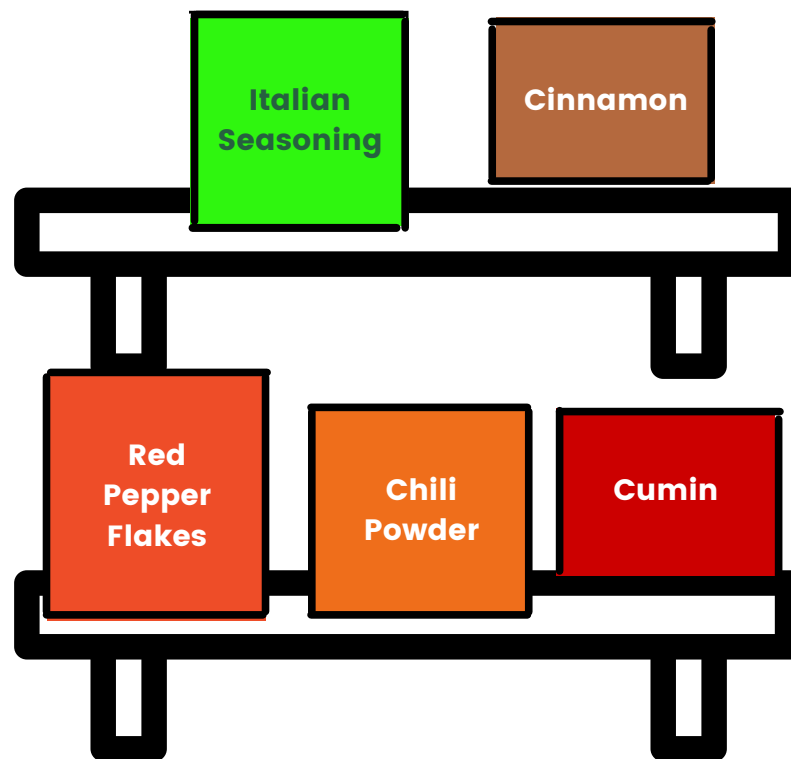 Italian
Seasoning
Cinnamon
Red
Pepper
Flakes
Chili
Powder
Cumin